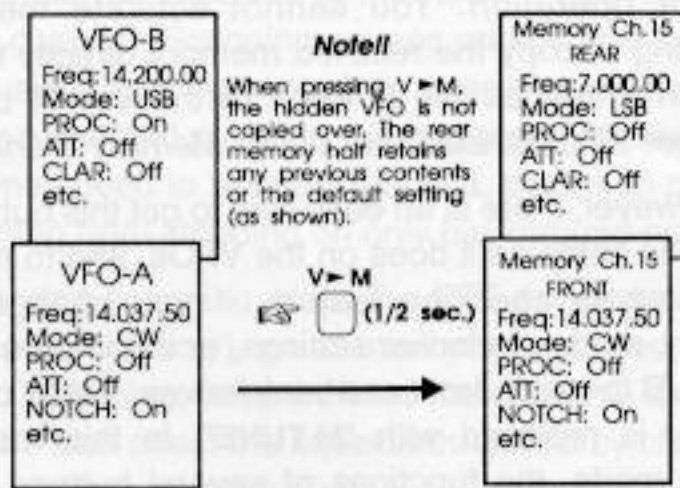 VFO-B
Freq:14.200.00
Mode: USB
PROC: On
ATT: Off
CLAR: Off
etc.
VFO-A
Freq:14.037.50
Mode: CW
PROC: Off
ATT: Off
NOTCH: On
etc.
Note!!
When pressing V►M,
the hidden VFO is not
copied over. The rear
memory half retains
any previous contents
or the default setting
(as shown).
V► M
(1/2 sec.)
Memory Ch.15
REAR
Freq:7.000.00
Mode: LSB
PROC: Off
ATT: Off
CLAR: Off
etc.
Memory Ch.15
FRONT
Freq:14.037.50
Mode: CW
PROC: Off
ATT: Off
NOTCH: On
etc.